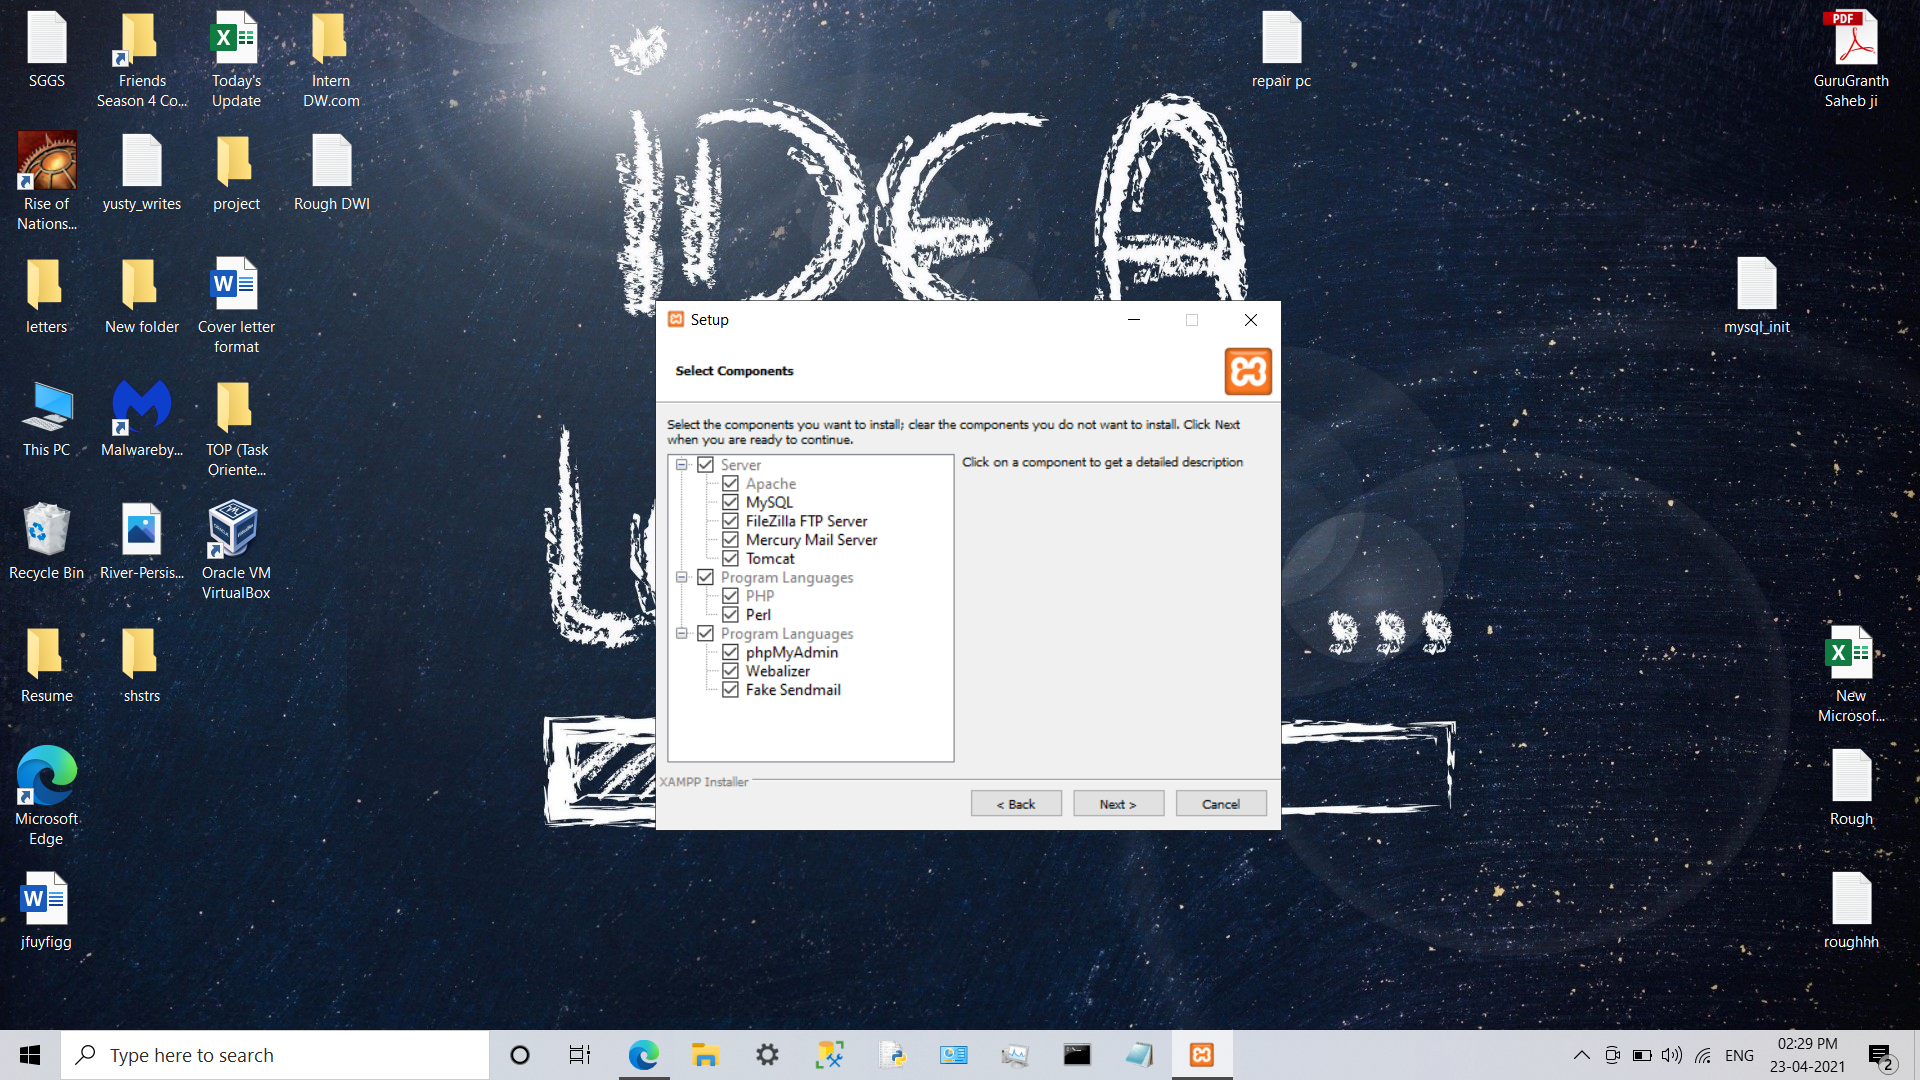 SGGS
Friends
Season 4 Co...
Today's
Update
Intern
DW.com
repair pc
PDF
GuruGranth
Saheb ji
IDEA
Rise of
Nations...
yusty_writes
project
Rough DWI
letters
New folder
Cover letter
format
mysql_init
Setup
Select Components
Select the components you want to install; clear the components you do not want to install. Click Next
when you are ready to continue.
Click on a component to get a detailed description
Server
Apache
MySQL
FileZilla FTP Server
Mercury Mail Server
Tomcat
Program Languages
PHP
Perl
Program Languages
phpMyAdmin
Webalizer
Fake Sendmail
XAMPP Installer
< Back
Next >
Cancel
This PC
Malwareby...
TOP (Task
Oriente...
Recycle Bin
River-Persis...
Oracle VM
VirtualBox
Resume
shstrs
New
Microsof...
Microsoft
Edge
Rough
jfuyfigg
roughhh
Type here to search
ENG
02:29 PM
23-04-2021
2